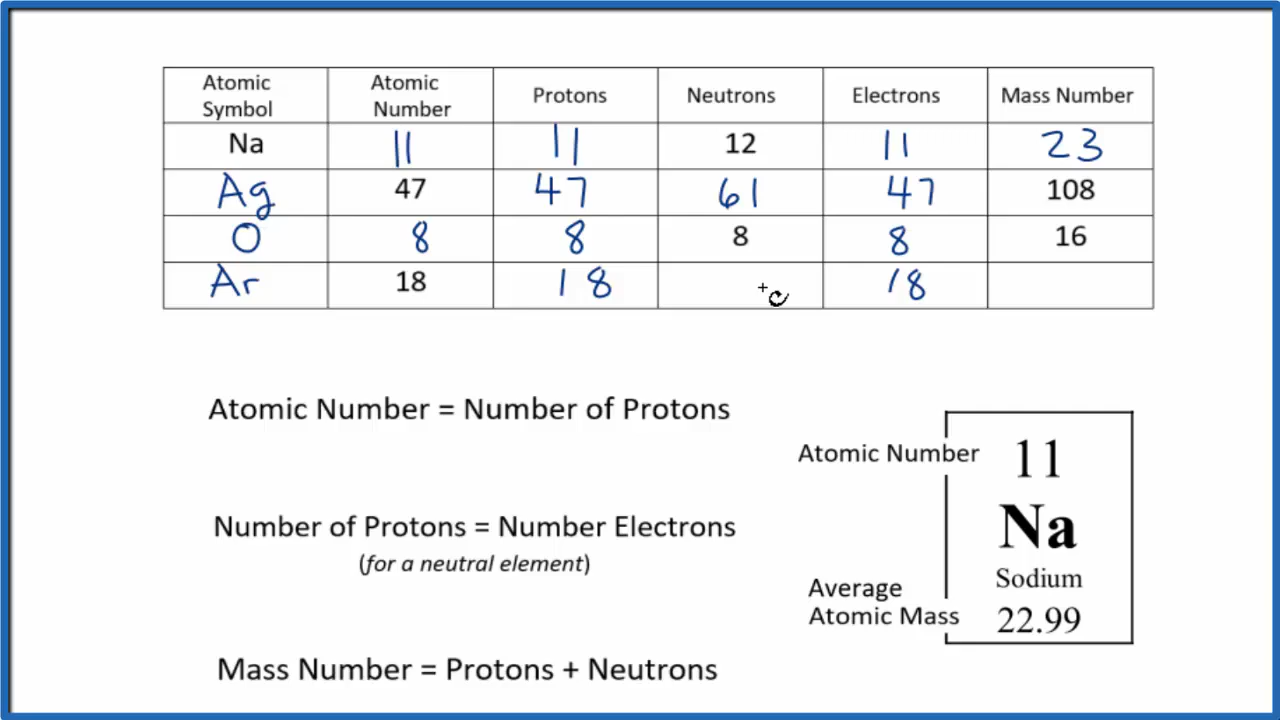 Atomic Symbol Atomic Number Protons Neutrons Electrons Mass Number
Na 11 11 12 11 23
Ag 47 47 61 47 108
O 8 8 8 8 16
Ar 18 18 18
Atomic Number = Number of Protons
Number of Protons = Number Electrons
(for a neutral element)
Mass Number = Protons + Neutrons
Atomic Number 11
Na
Sodium
Average
Atomic Mass 22.99